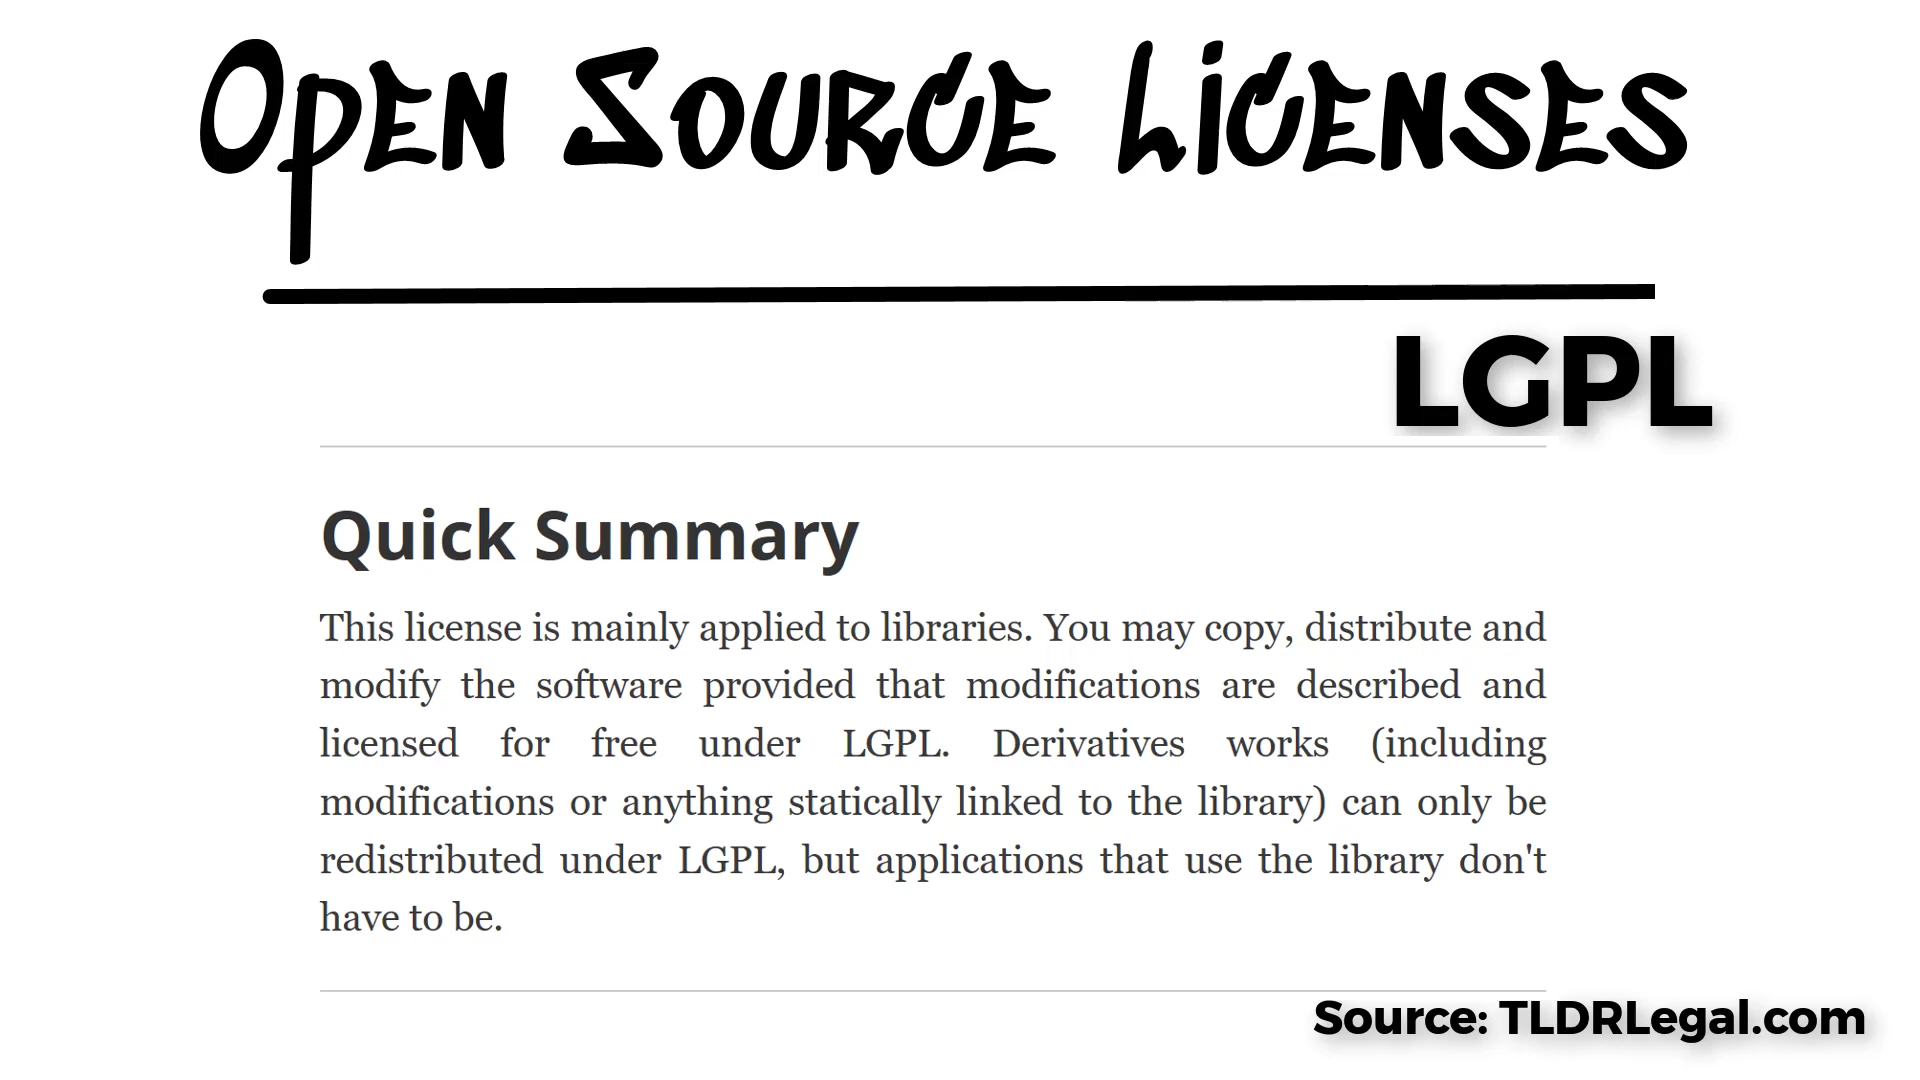 Open Source Licenses
LGPL
Quick Summary
This license is mainly applied to libraries. You may copy, distribute and
modify the software provided that modifications are described and
licensed for free under LGPL. Derivatives works (including
modifications or anything statically linked to the library) can only be
redistributed under LGPL, but applications that use the library don't
have to be.
Source: TLDRLegal.com